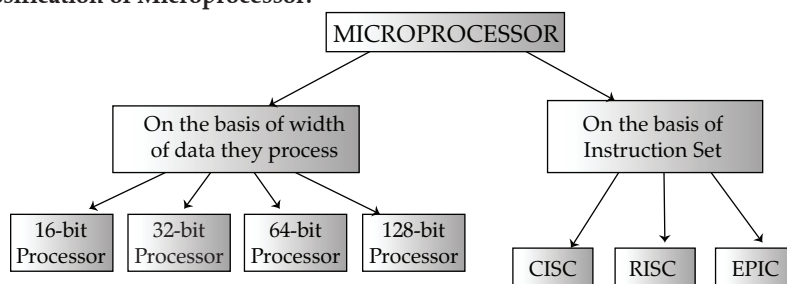 of Microprocessor.
MICROPROCESSOR
On the basis of width
of data they process
On the basis of
Instruction Set
16-bit
Processor
32-bit
Processor
64-bit
Processor
128-bit
Processor
CISC
RISC
EPIC